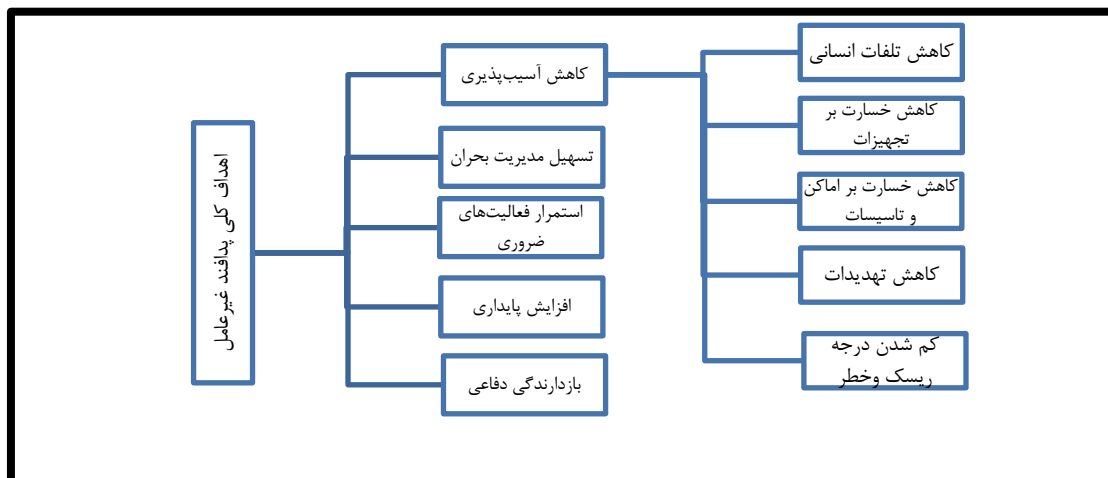 اهداف کلی پدافند غیرعامل
کاهش آسیب‌پذیری
تسهیل مدیریت بحران
استمرار فعالیت‌های
ضروری
افزایش پایداری
بازدارندگی دفاعی
کاهش تلفات انسانی
کاهش خسارت بر
تجهیزات
کاهش خسارت بر اماکن
و تاسیسات
کاهش تهدیدات
کم شدن درجه
ریسک وخطر